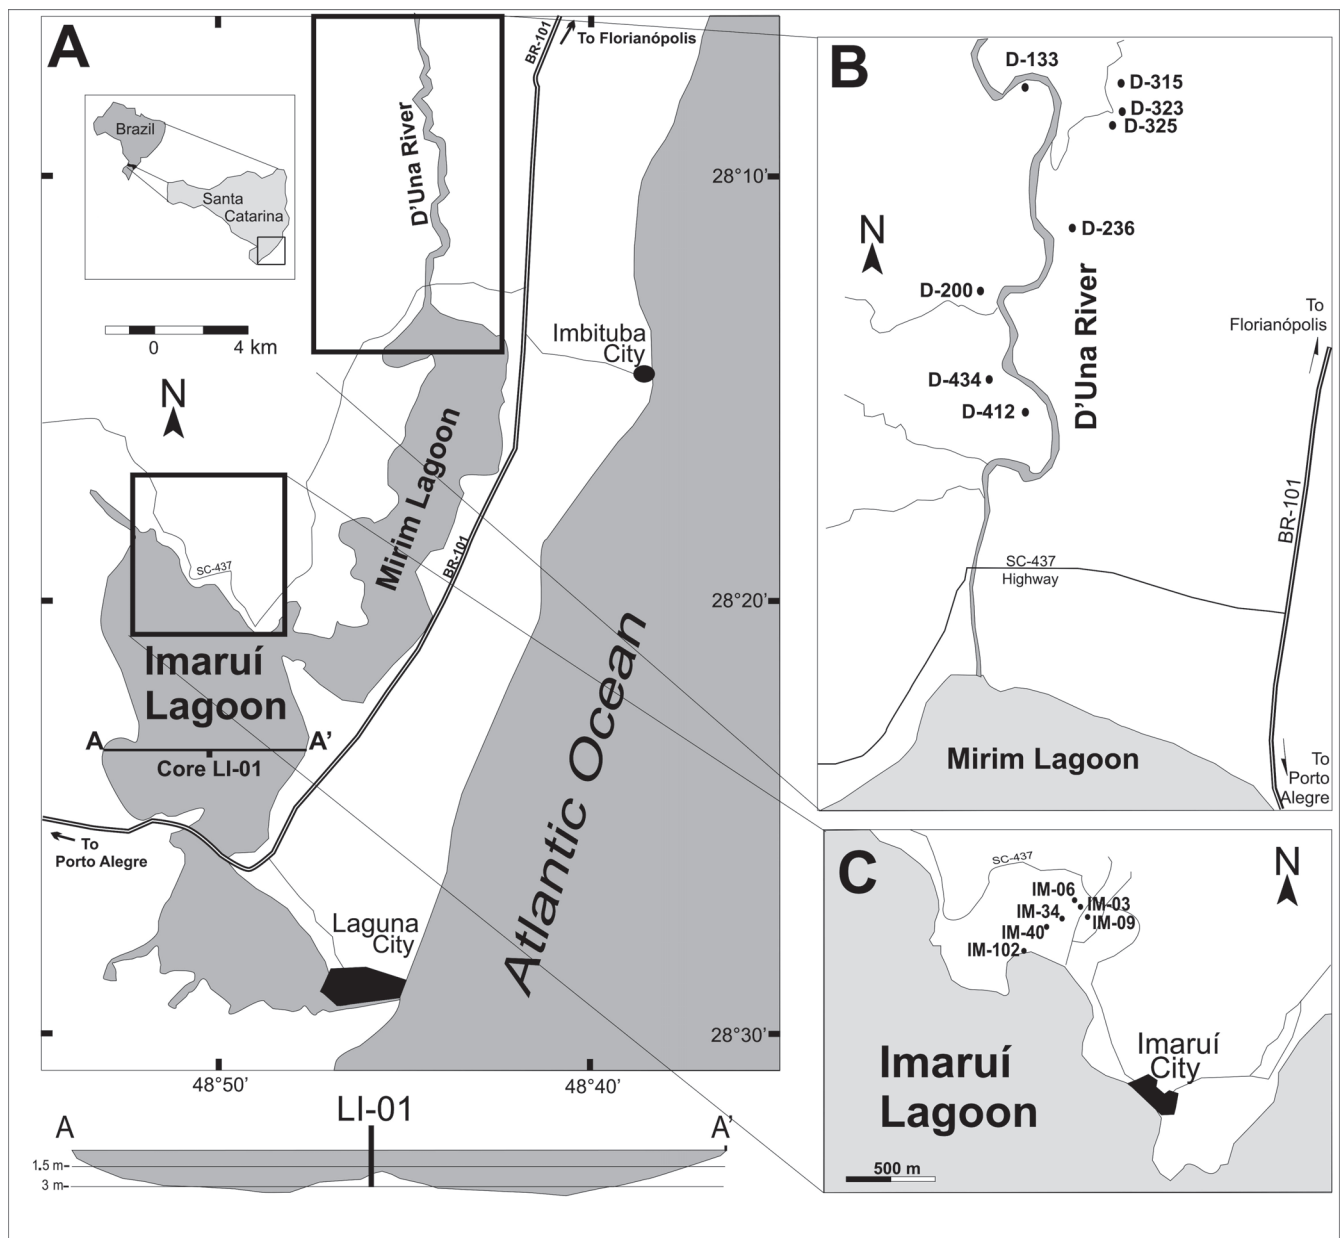 A
BR-101
To Florianópolis
Brazil
Santa
Catarina
D'Una River
28°10'
0
4 km
N
Imbituba
City
Mirim Lagoon
BR-101
SC-437
28°20'
Imaruí
Lagoon
A
A'
Core LI-01
Atlantic Ocean
To
Porto Alegre
Laguna
City
28°30'
48°50'
48°40'
A
LI-01
A'
1.5 m
3 m
B
D-133
D-315
D-323
D-325
N
D-236
D-200
D'Una River
To
Florianópolis
D-434
D-412
BR-101
SC-437
Highway
Mirim Lagoon
To
Porto
Alegre
C
SC-437
N
IM-06
IM-03
IM-34
IM-09
IM-40
IM-102
Imaruí
City
Imaruí
Lagoon
500 m